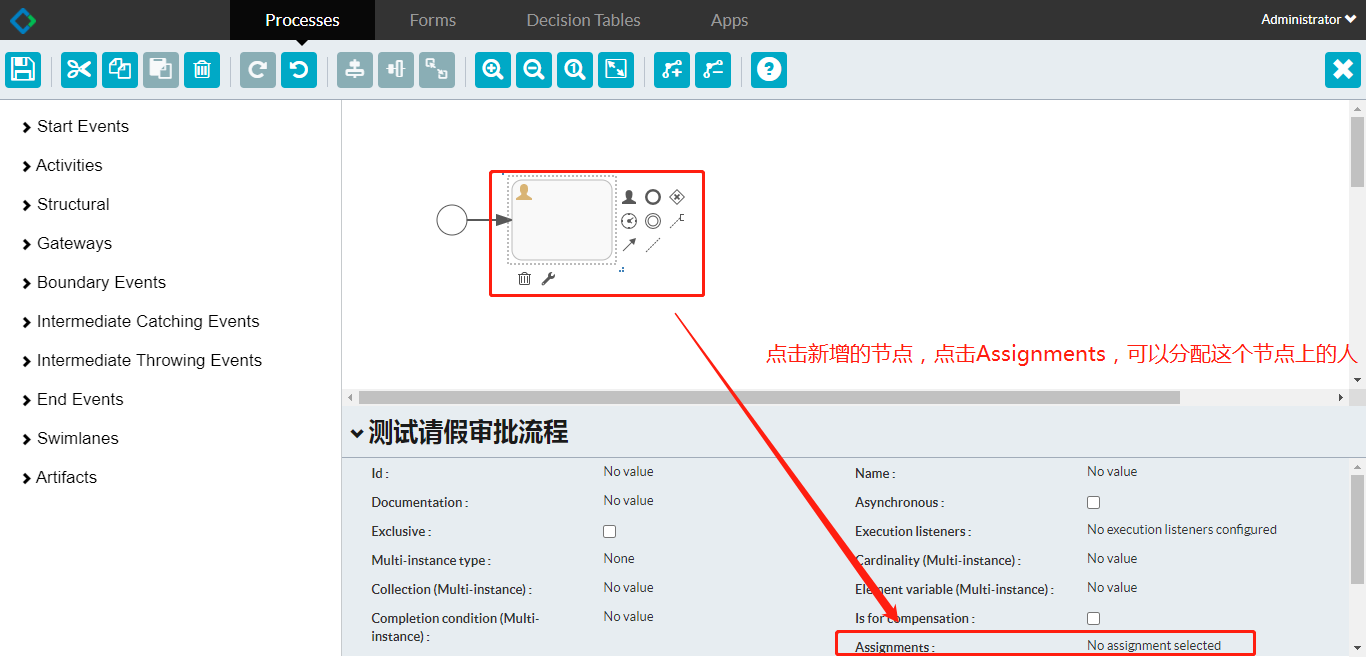 Processes Forms Decision Tables Apps Administrator
Start Events
Activities
Structural
Gateways
Boundary Events
Intermediate Catching Events
Intermediate Throwing Events
End Events
Swimlanes
Artifacts
点击新增的节点，点击Assignments，可以分配这个节点上的人
测试请假审批流程
Id : No value Name : No value
Documentation : No value Asynchronous :
Exclusive : Execution listeners : No execution listeners configured
Multi-instance type : None Cardinality (Multi-instance) : No value
Collection (Multi-instance) : No value Element variable (Multi-instance) : No value
Completion condition (Multi- No value Is for compensation :
instance) : Assignments : No assignment selected